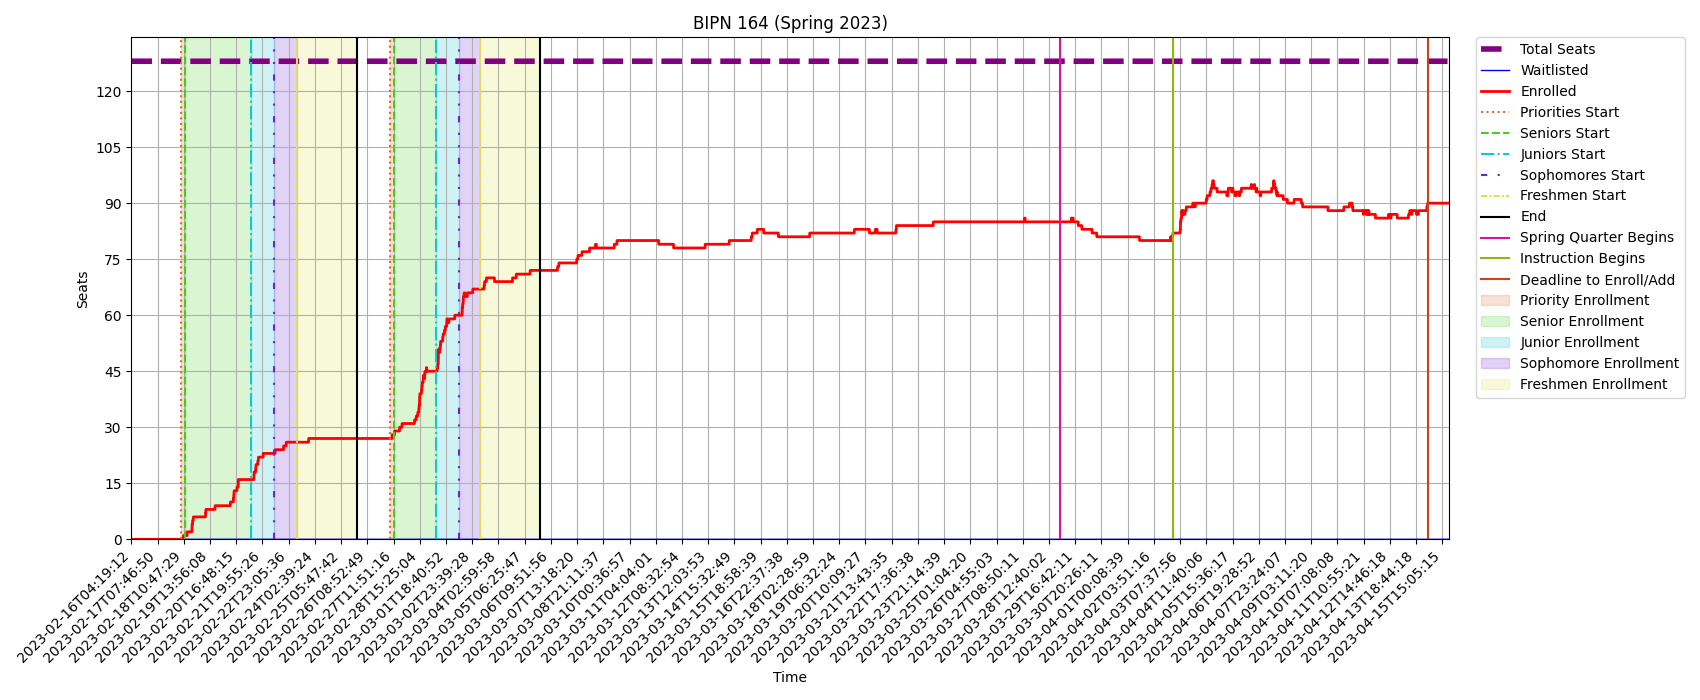 BIPN 164 (Spring 2023)
Total Seats
Waitlisted
Enrolled
Priorities Start
Seniors Start
Juniors Start
Sophomores Start
Freshmen Start
End
Spring Quarter Begins
Instruction Begins
Deadline to Enroll/Add
Priority Enrollment
Senior Enrollment
Junior Enrollment
Sophomore Enrollment
Freshmen Enrollment
Seats
120
105
90
75
60
45
30
15
0
2023-02-16T04:19:12
2023-02-17T07:46:50
2023-02-18T10:47:29
2023-02-19T13:56:08
2023-02-20T16:48:15
2023-02-21T19:55:26
2023-02-22T23:05:36
2023-02-24T02:39:24
2023-02-25T05:47:42
2023-02-26T08:52:49
2023-02-27T11:51:16
2023-02-28T15:25:04
2023-03-01T18:40:52
2023-03-02T23:39:28
2023-03-04T02:59:58
2023-03-05T06:25:47
2023-03-06T09:51:56
2023-03-07T13:18:20
2023-03-08T21:11:37
2023-03-10T00:36:57
2023-03-11T04:04:01
2023-03-12T08:32:54
2023-03-13T12:03:53
2023-03-14T15:32:49
2023-03-15T18:58:39
2023-03-16T22:37:38
2023-03-18T02:28:59
2023-03-19T06:32:24
2023-03-20T10:09:27
2023-03-21T13:43:35
2023-03-22T17:36:38
2023-03-23T21:14:39
2023-03-25T01:04:20
2023-03-26T04:55:03
2023-03-27T08:50:11
2023-03-28T12:40:02
2023-03-29T16:42:11
2023-03-30T20:26:11
2023-04-01T00:08:39
2023-04-02T03:51:16
2023-04-03T07:37:56
2023-04-04T11:40:06
2023-04-05T15:36:17
2023-04-06T19:28:52
2023-04-07T23:24:07
2023-04-09T03:11:20
2023-04-10T07:08:08
2023-04-11T10:55:21
2023-04-12T14:46:18
2023-04-13T18:44:18
2023-04-15T15:05:15
Time